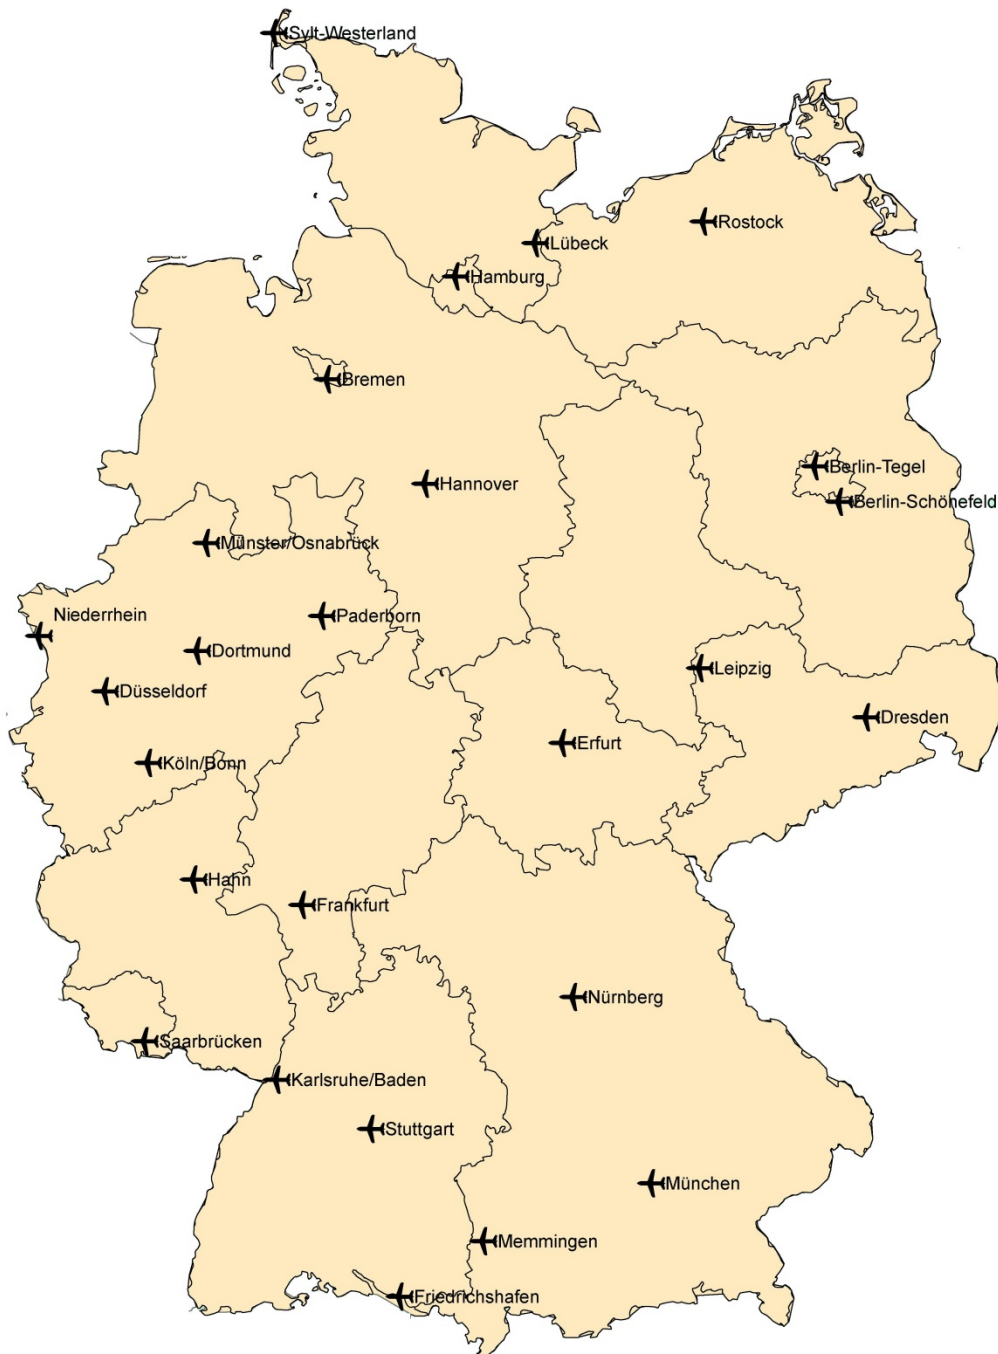 Sylt-Westerland
Rostock
Lübeck
Hamburg
Bremen
Berlin-Tegel
Hannover
Berlin-Schönefeld
Münster/Osnabrück
Niederrhein
Paderborn
Dortmund
Leipzig
Düsseldorf
Dresden
Erfurt
Köln/Bonn
Hahn
Frankfurt
Nürnberg
Saarbrücken
Karlsruhe/Baden
Stuttgart
München
Memmingen
Friedrichshafen